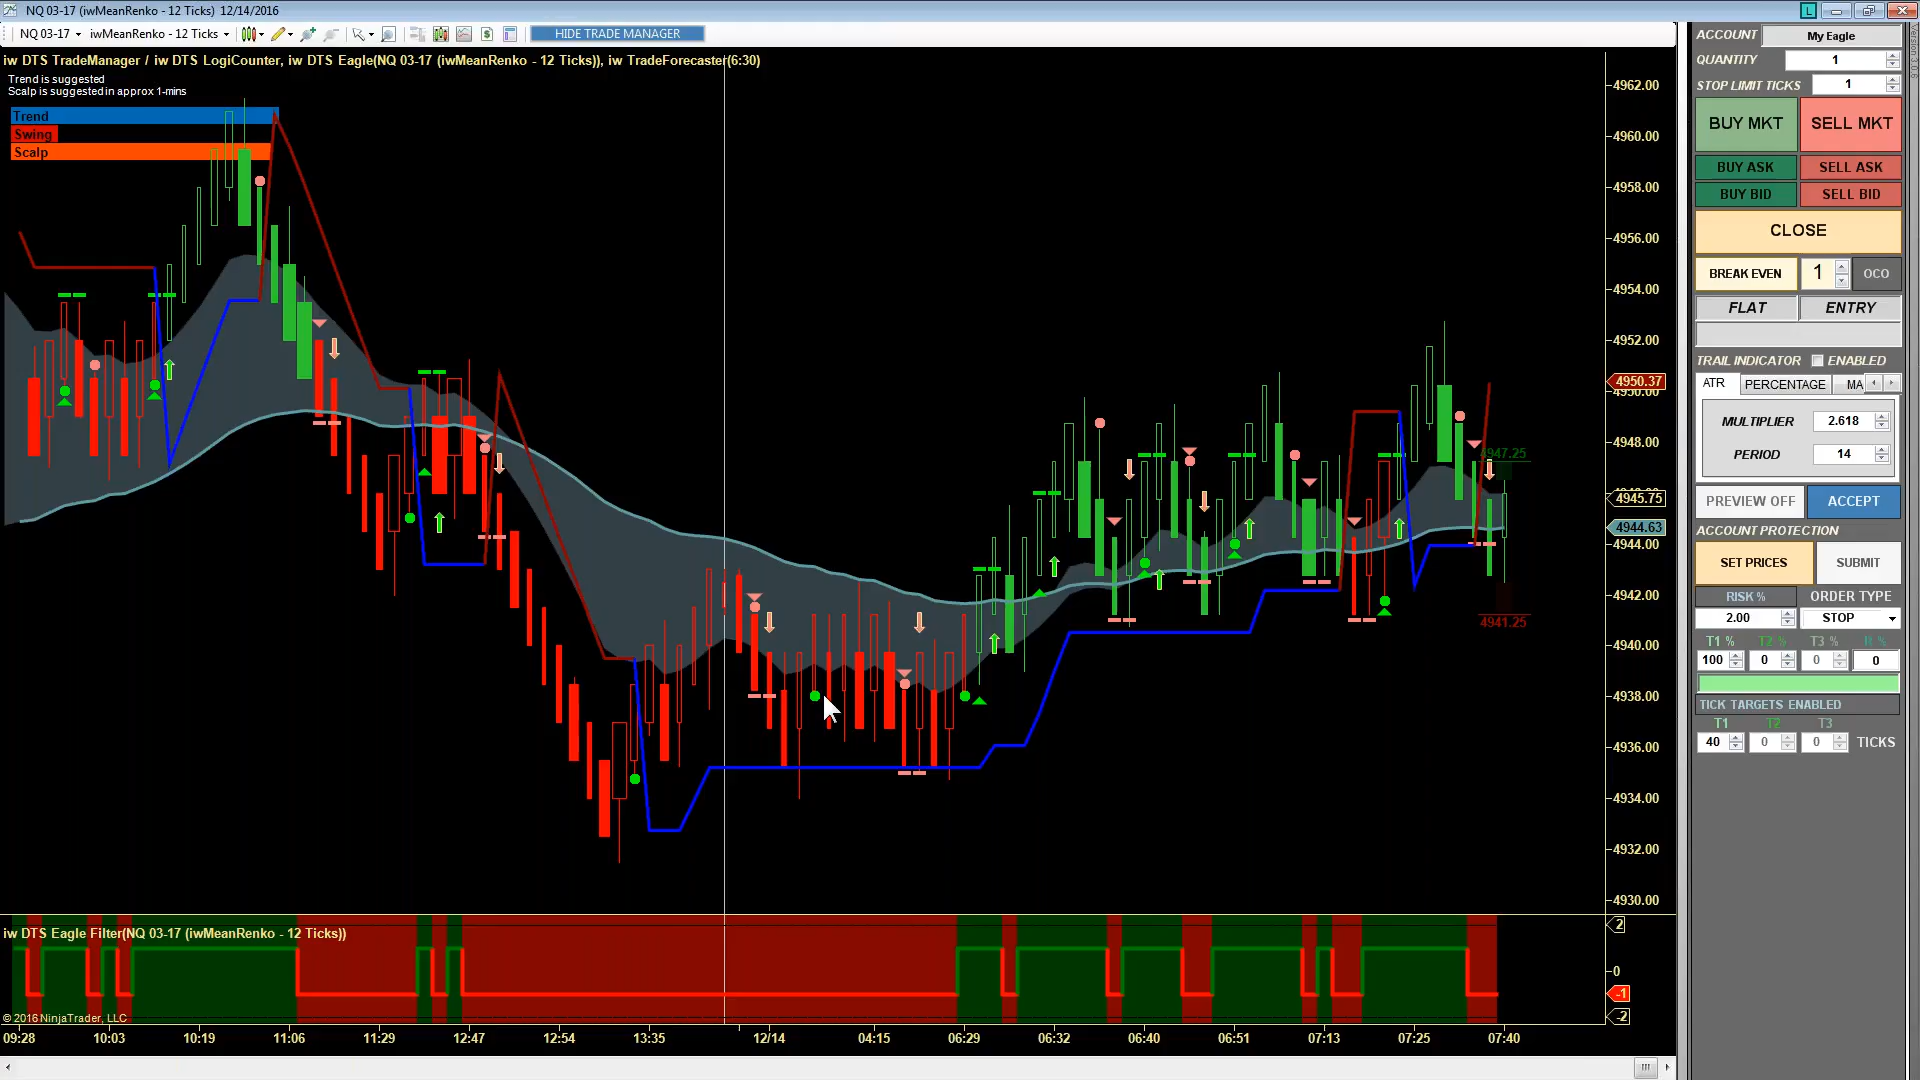 NQ 03-17 (iwMeanRenko - 12 Ticks) 12/14/2016
L
NQ 03-17
iwMeanRenko - 12 Ticks
HIDE TRADE MANAGER
iw DTS TradeManager / iw DTS LogiCounter, iw DTS Eagle(NQ 03-17 (iwMeanRenko - 12 Ticks)), iw TradeForecaster(6:30)
Trend is suggested
Scalp is suggested in approx 1-mins
Trend
Swing
Scalp
4962.00
4960.00
4958.00
4956.00
4954.00
4952.00
4950.37
4950.00
4948.00
4947.25
4945.75
4944.63
4944.00
4942.00
4941.25
4940.00
4938.00
4936.00
4934.00
4932.00
4930.00
iw DTS Eagle Filter(NQ 03-17 (iwMeanRenko - 12 Ticks))
2
0
-1
-2
© 2016 NinjaTrader, LLC
09:28 10:03 10:19 11:06 11:29 12:47 12:54 13:35 12/14 04:15 06:29 06:32 06:40 06:51 07:13 07:25 07:40
ACCOUNT My Eagle
QUANTITY 1
STOP LIMIT TICKS 1
BUY MKT SELL MKT
BUY ASK SELL ASK
BUY BID SELL BID
CLOSE
BREAK EVEN 1 OCO
FLAT ENTRY
TRAIL INDICATOR ENABLED
ATR PERCENTAGE MA
MULTIPLIER 2.618
PERIOD 14
PREVIEW OFF ACCEPT
ACCOUNT PROTECTION
SET PRICES SUBMIT
RISK % ORDER TYPE
2.00 STOP
T1 % T2 % T3 % R %
100 0 0 0
TICK TARGETS ENABLED
T1 T2 T3
40 0 0 TICKS